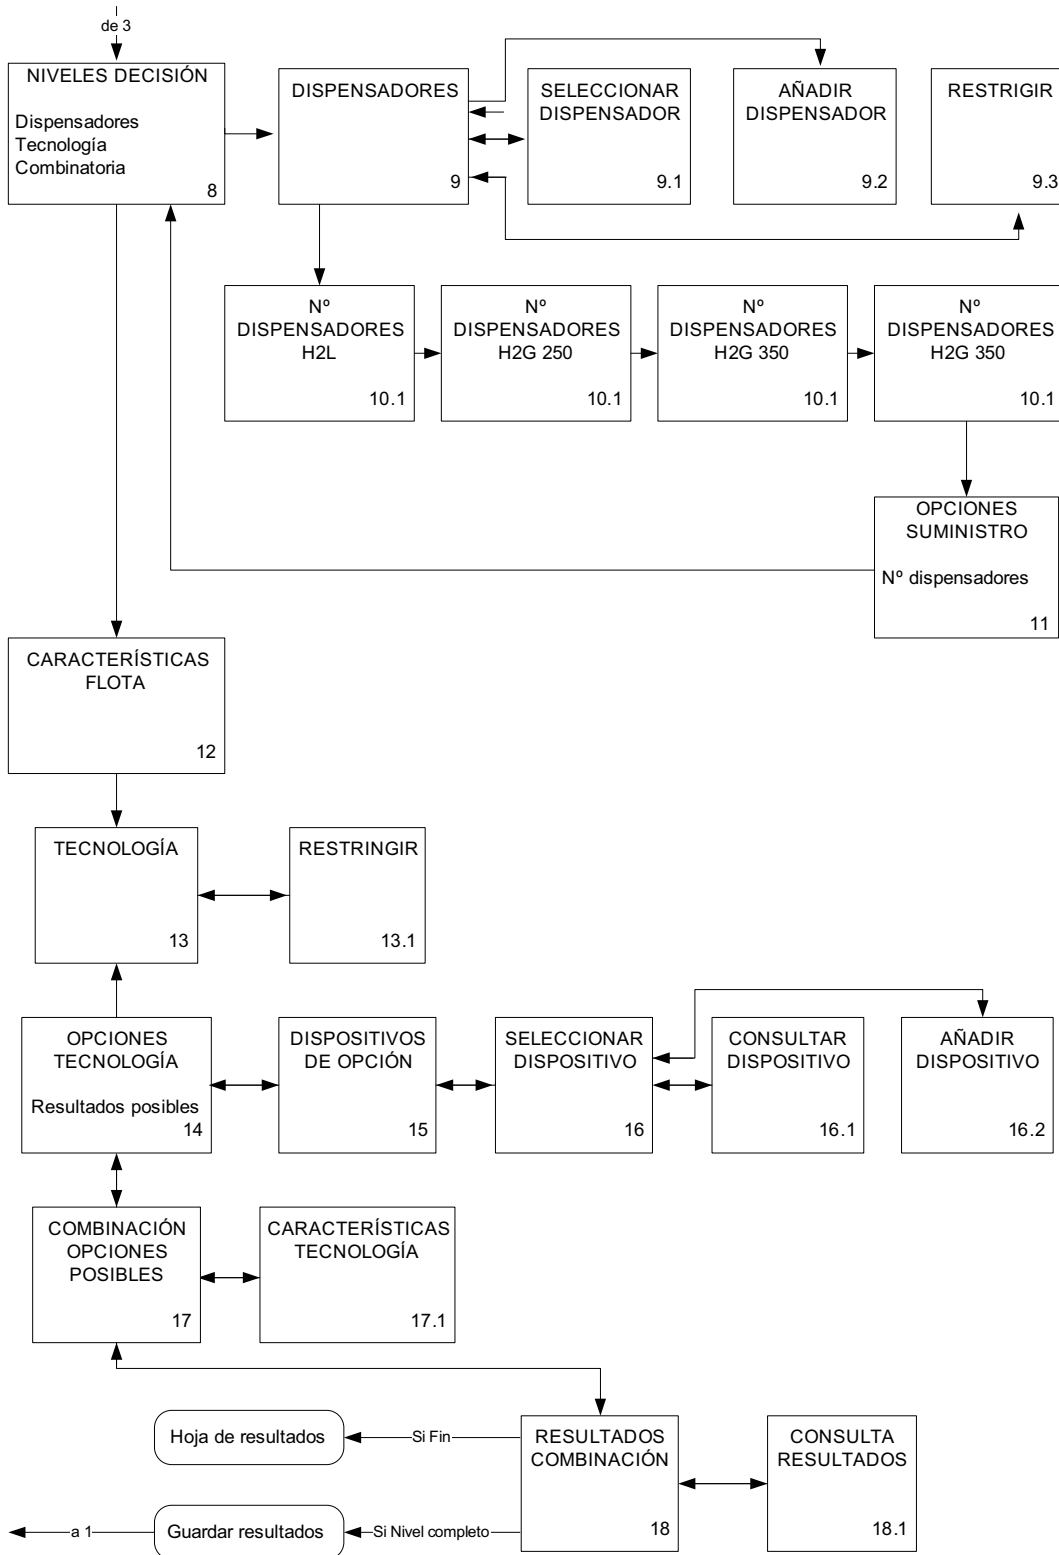 de 3
NIVELES DECISIÓN
Dispensadores
Tecnología
Combinatoria
8
DISPENSADORES
9
SELECCIONAR
DISPENSADOR
9.1
AÑADIR
DISPENSADOR
9.2
RESTRIGIR
9.3
Nº
DISPENSADORES
H2L
10.1
Nº
DISPENSADORES
H2G 250
10.1
Nº
DISPENSADORES
H2G 350
10.1
Nº
DISPENSADORES
H2G 350
10.1
OPCIONES
SUMINISTRO
Nº dispensadores
11
CARACTERÍSTICAS
FLOTA
12
TECNOLOGÍA
13
RESTRINGIR
13.1
OPCIONES
TECNOLOGÍA
Resultados posibles
14
DISPOSITIVOS
DE OPCIÓN
15
SELECCIONAR
DISPOSITIVO
16
CONSULTAR
DISPOSITIVO
16.1
AÑADIR
DISPOSITIVO
16.2
COMBINACIÓN
OPCIONES
POSIBLES
17
CARACTERÍSTICAS
TECNOLOGÍA
17.1
Hoja de resultados
Si Fin
RESULTADOS
COMBINACIÓN
18
CONSULTA
RESULTADOS
18.1
a 1
Guardar resultados
Si Nivel completo